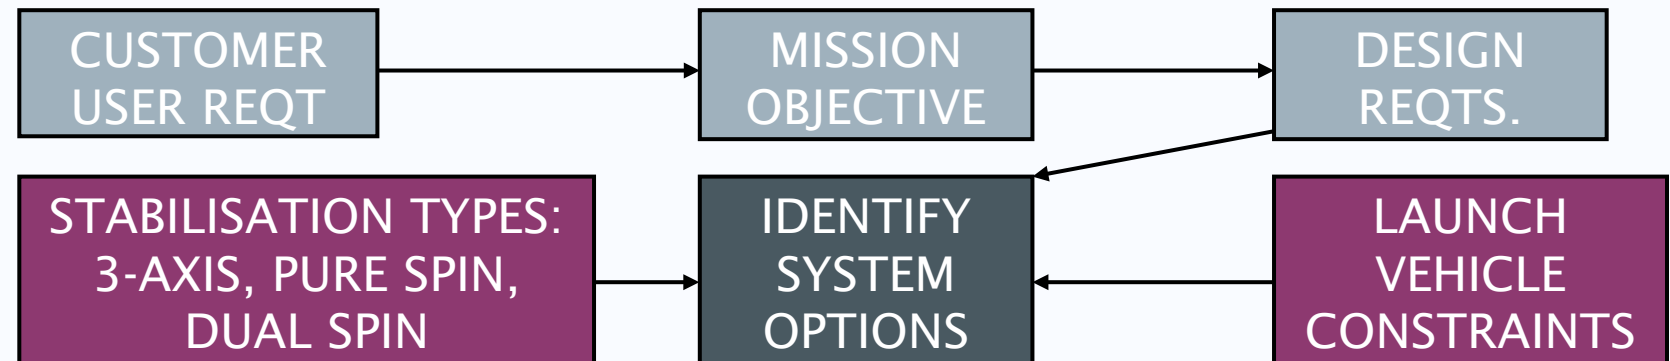 CUSTOMER
USER REQT
MISSION
OBJECTIVE
DESIGN
REQTS.
STABILISATION TYPES:
3-AXIS, PURE SPIN,
DUAL SPIN
IDENTIFY
SYSTEM
OPTIONS
LAUNCH
VEHICLE
CONSTRAINTS